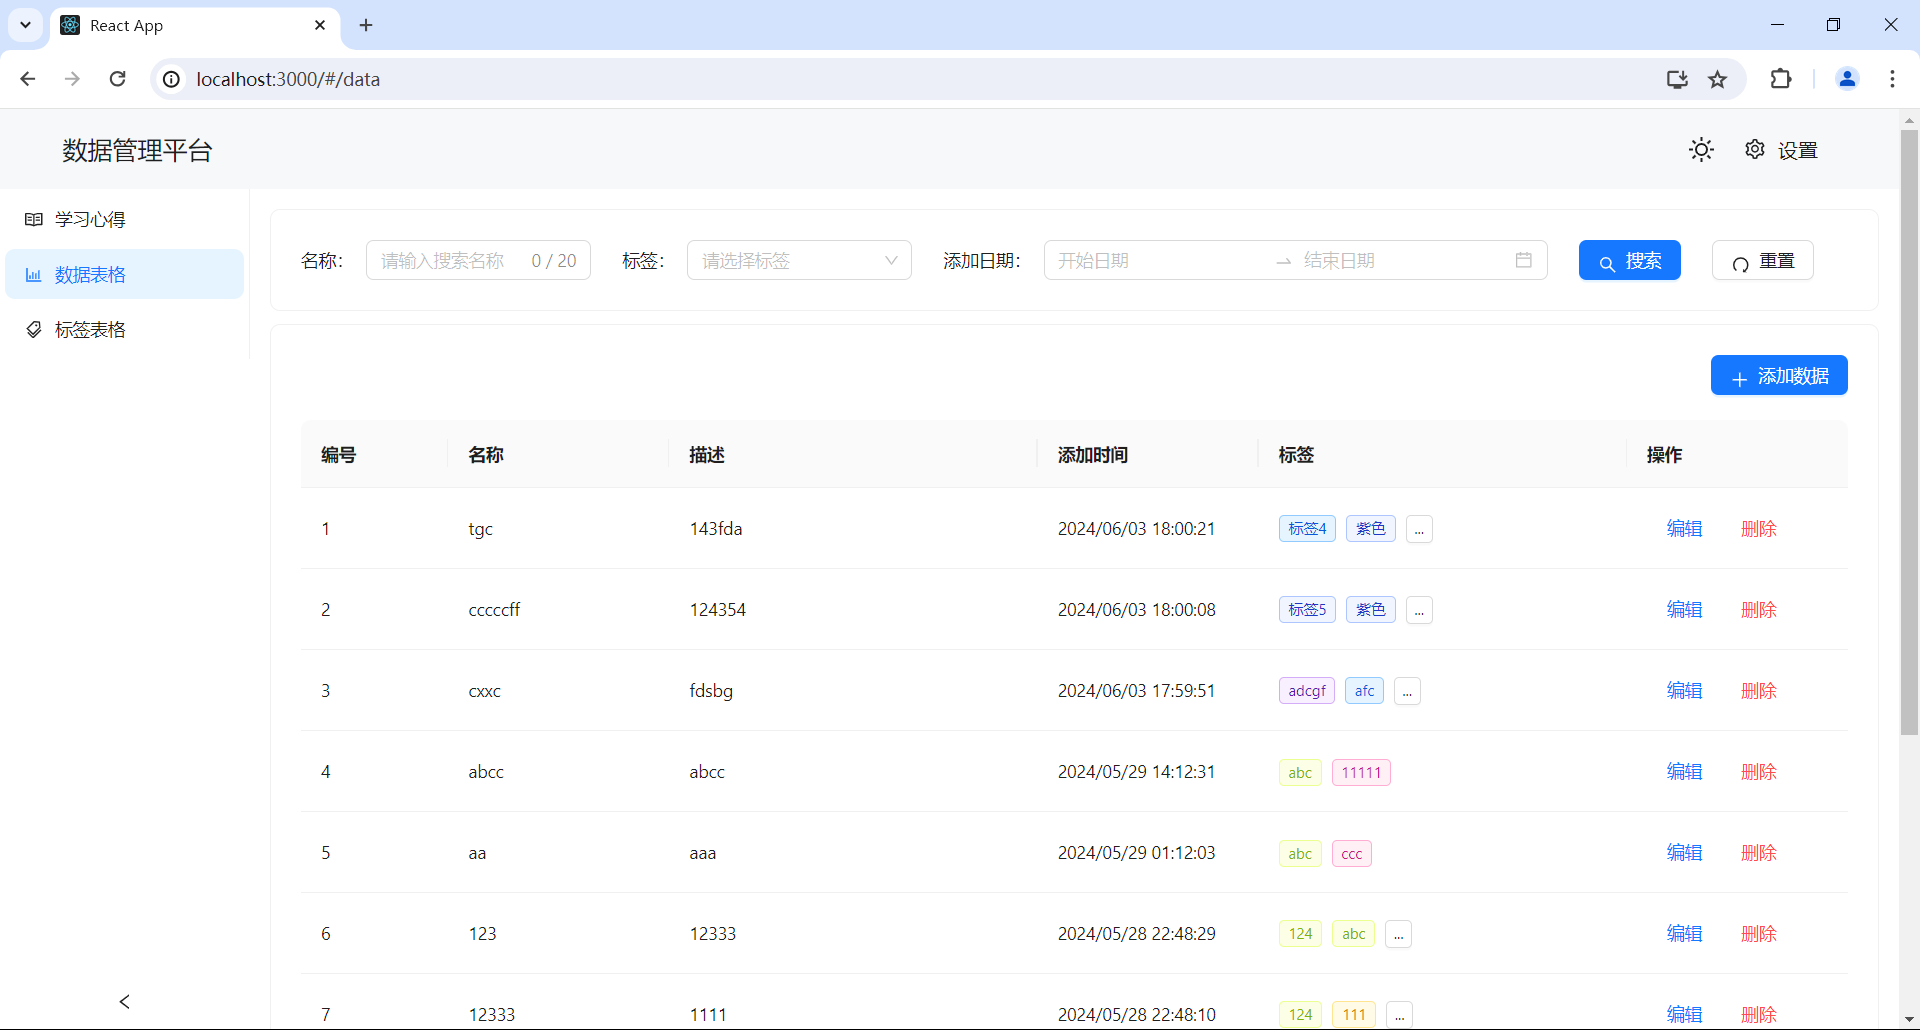 React App
localhost:3000/#/data
数据管理平台
设置
学习心得
数据表格
标签表格
名称: 请输入搜索名称 0 / 20 标签: 请选择标签 添加日期: 开始日期 结束日期 搜索 重置
添加数据
编号 名称 描述 添加时间 标签 操作
1 tgc 143fda 2024/06/03 18:00:21 标签4 紫色 ... 编辑 删除
2 cccccff 124354 2024/06/03 18:00:08 标签5 紫色 ... 编辑 删除
3 cxxc fdsbg 2024/06/03 17:59:51 adcgf afc ... 编辑 删除
4 abcc abcc 2024/05/29 14:12:31 abc 11111 编辑 删除
5 aa aaa 2024/05/29 01:12:03 abc ccc 编辑 删除
6 123 12333 2024/05/28 22:48:29 124 abc ... 编辑 删除
7 12333 1111 2024/05/28 22:48:10 124 111 ... 编辑 删除